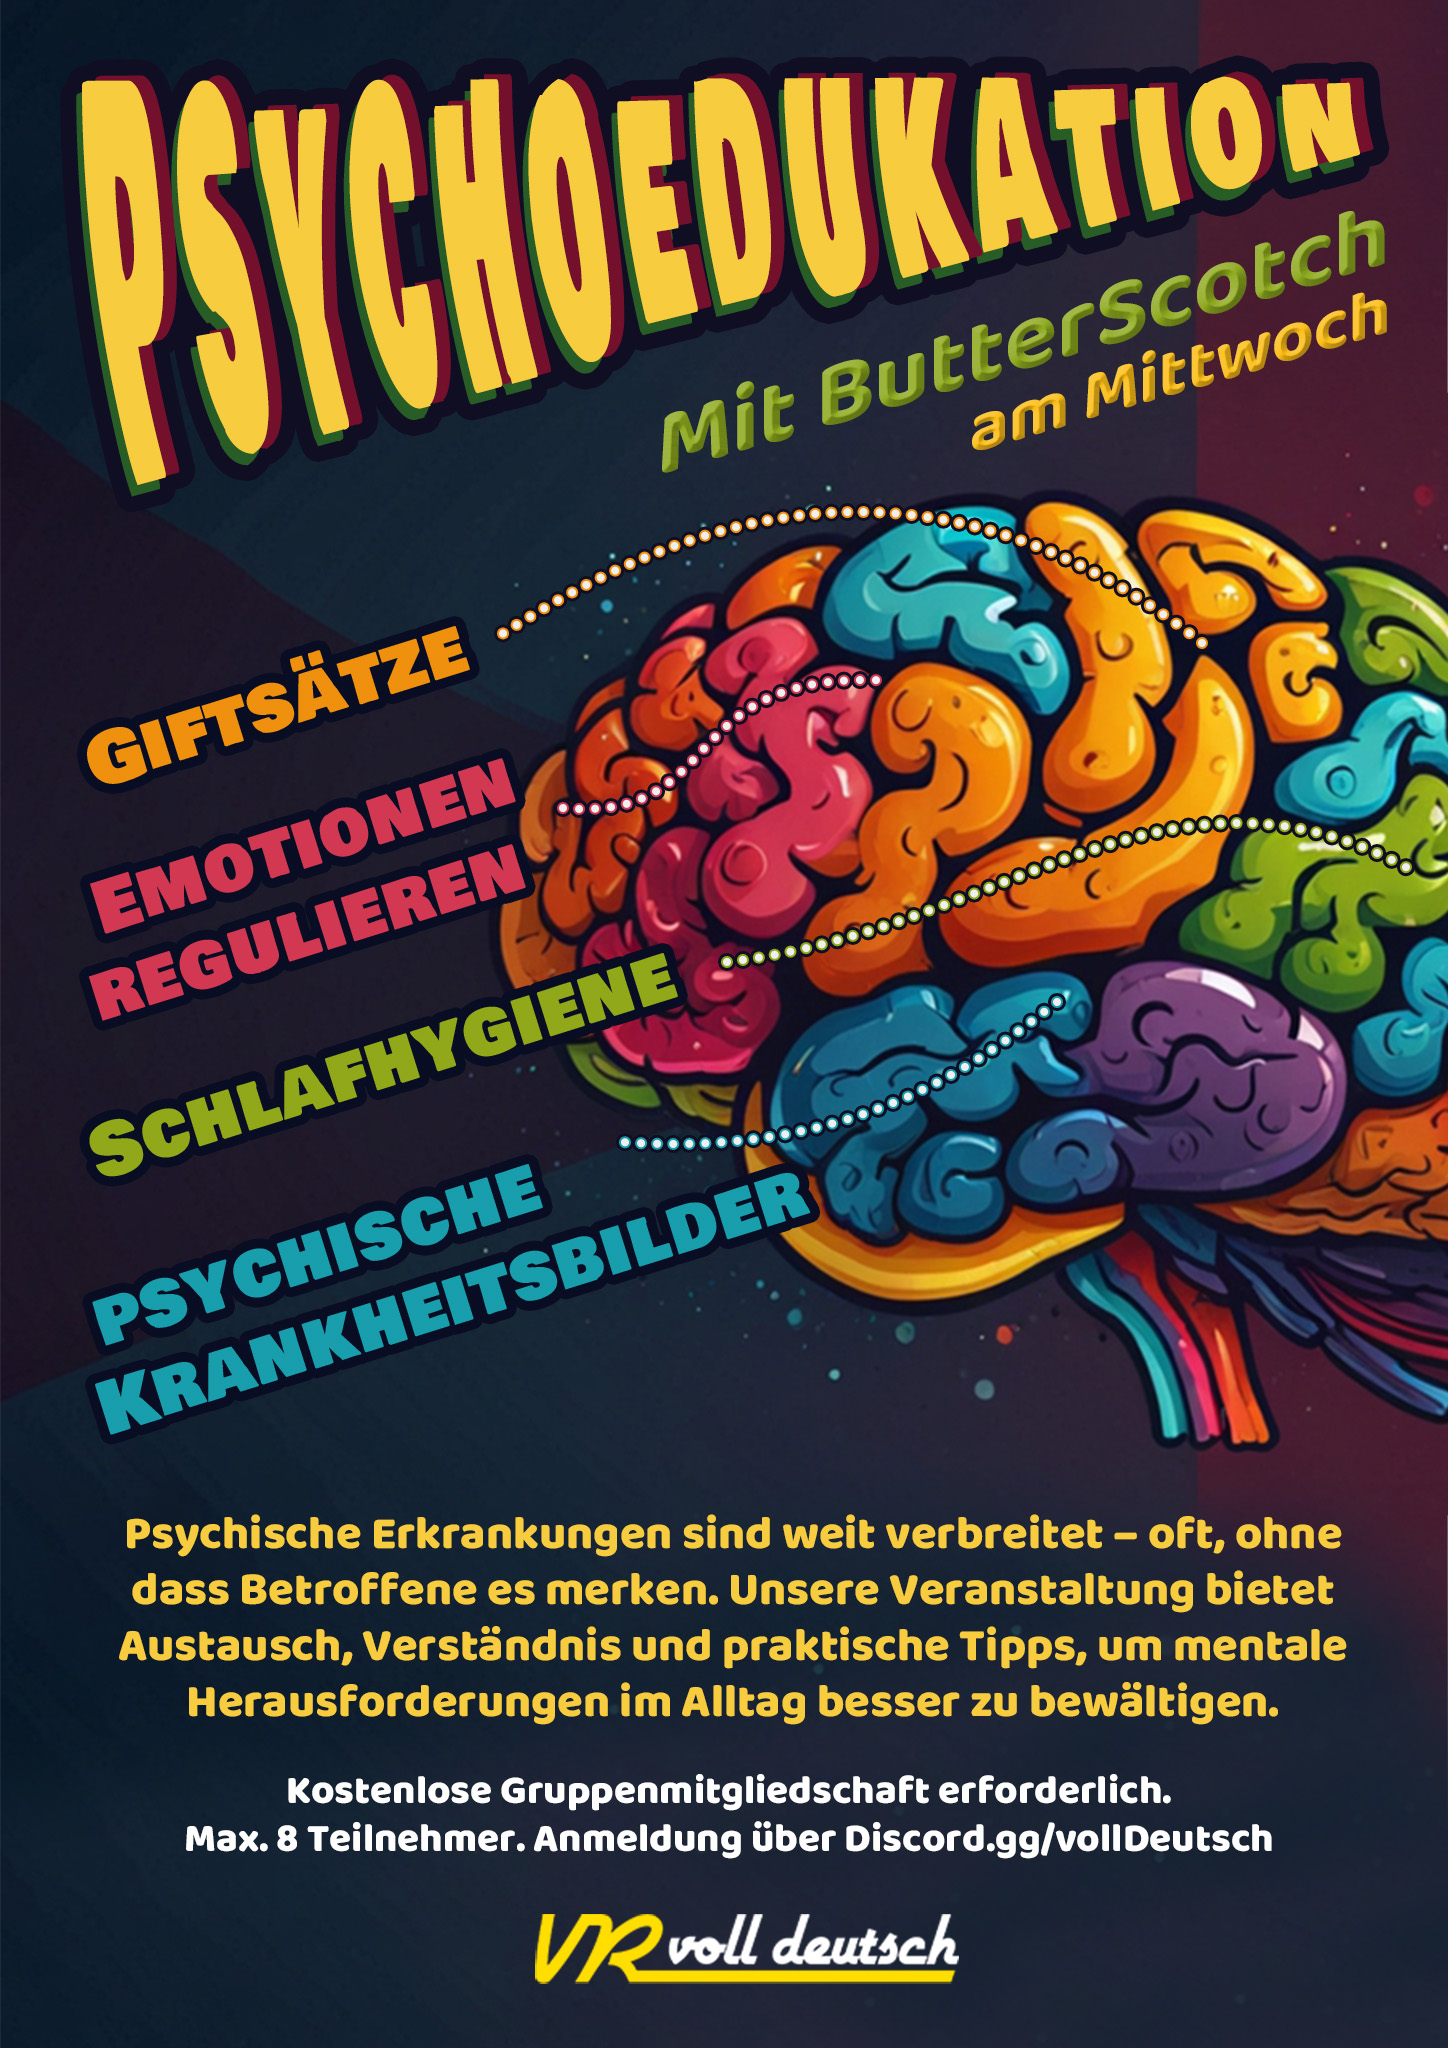 PSYCHOEDUKATION
Mit ButterScotch
am Mittwoch
GIFTSÄTZE
EMOTIONEN
REGULIEREN
SCHLAFHYGIENE
PSYCHISCHE
KRANKHEITSBILDER
Psychische Erkrankungen sind weit verbreitet – oft, ohne
dass Betroffene es merken. Unsere Veranstaltung bietet
Austausch, Verständnis und praktische Tipps, um mentale
Herausforderungen im Alltag besser zu bewältigen.
Kostenlose Gruppenmitgliedschaft erforderlich.
Max. 8 Teilnehmer. Anmeldung über Discord.gg/vollDeutsch
VR voll deutsch